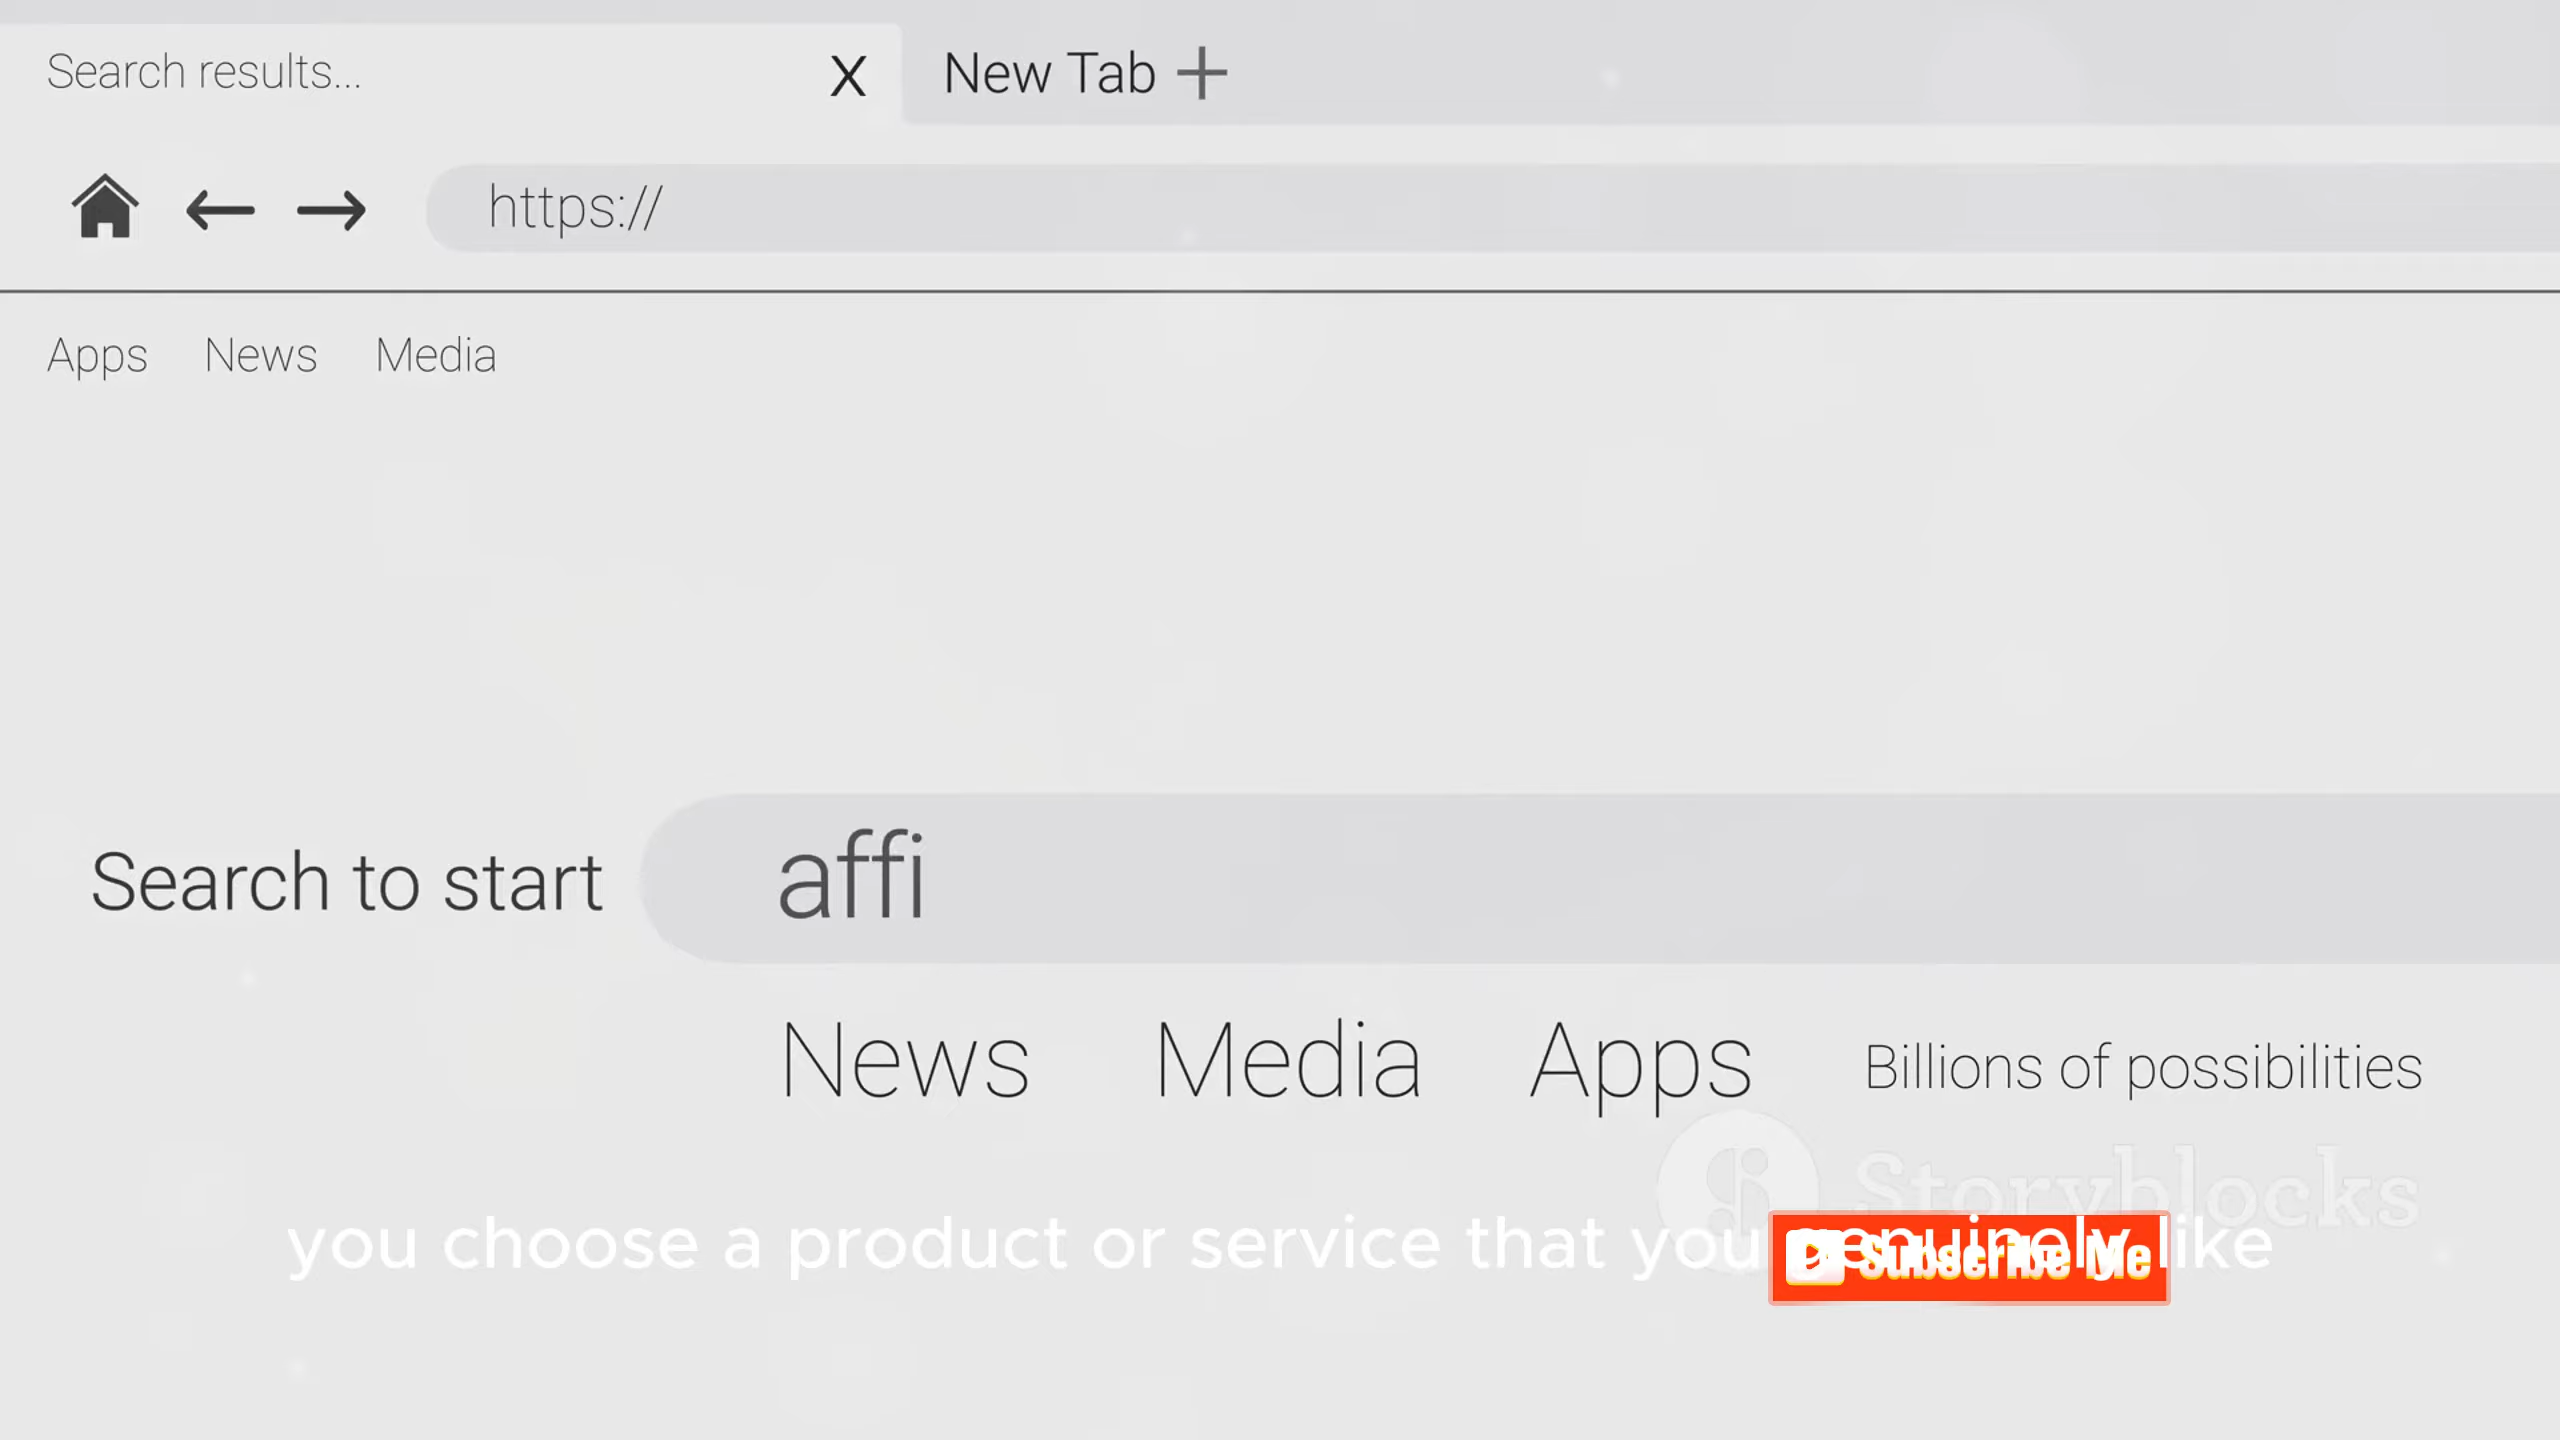 Search results... X New Tab +
https://
Apps News Media
Search to start affi
News Media Apps Billions of possibilities
Storyblocks
you choose a product or service that you genuinely like
Subscribe Me